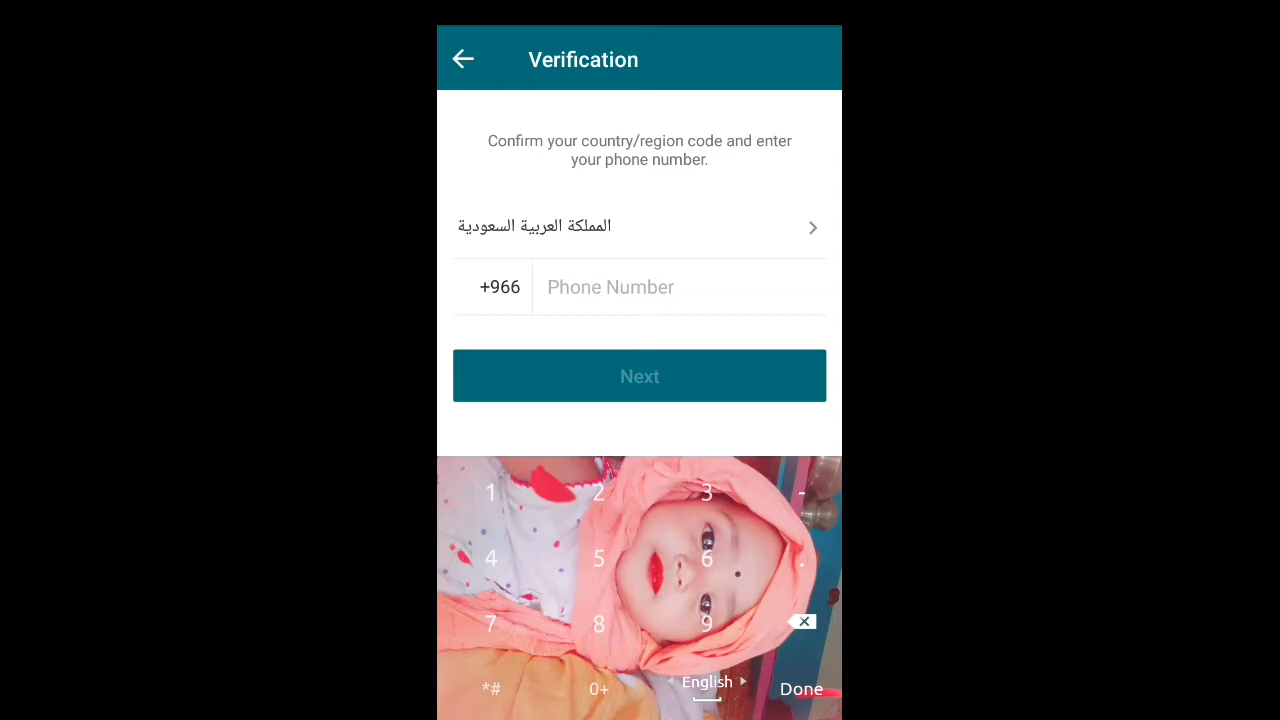 Verification
Confirm your country/region code and enter
your phone number.
المملكة العربية السعودية
+966 Phone Number
Next
1 2 3 -
4 5 6 .
7 8 9
*# 0+ English Done